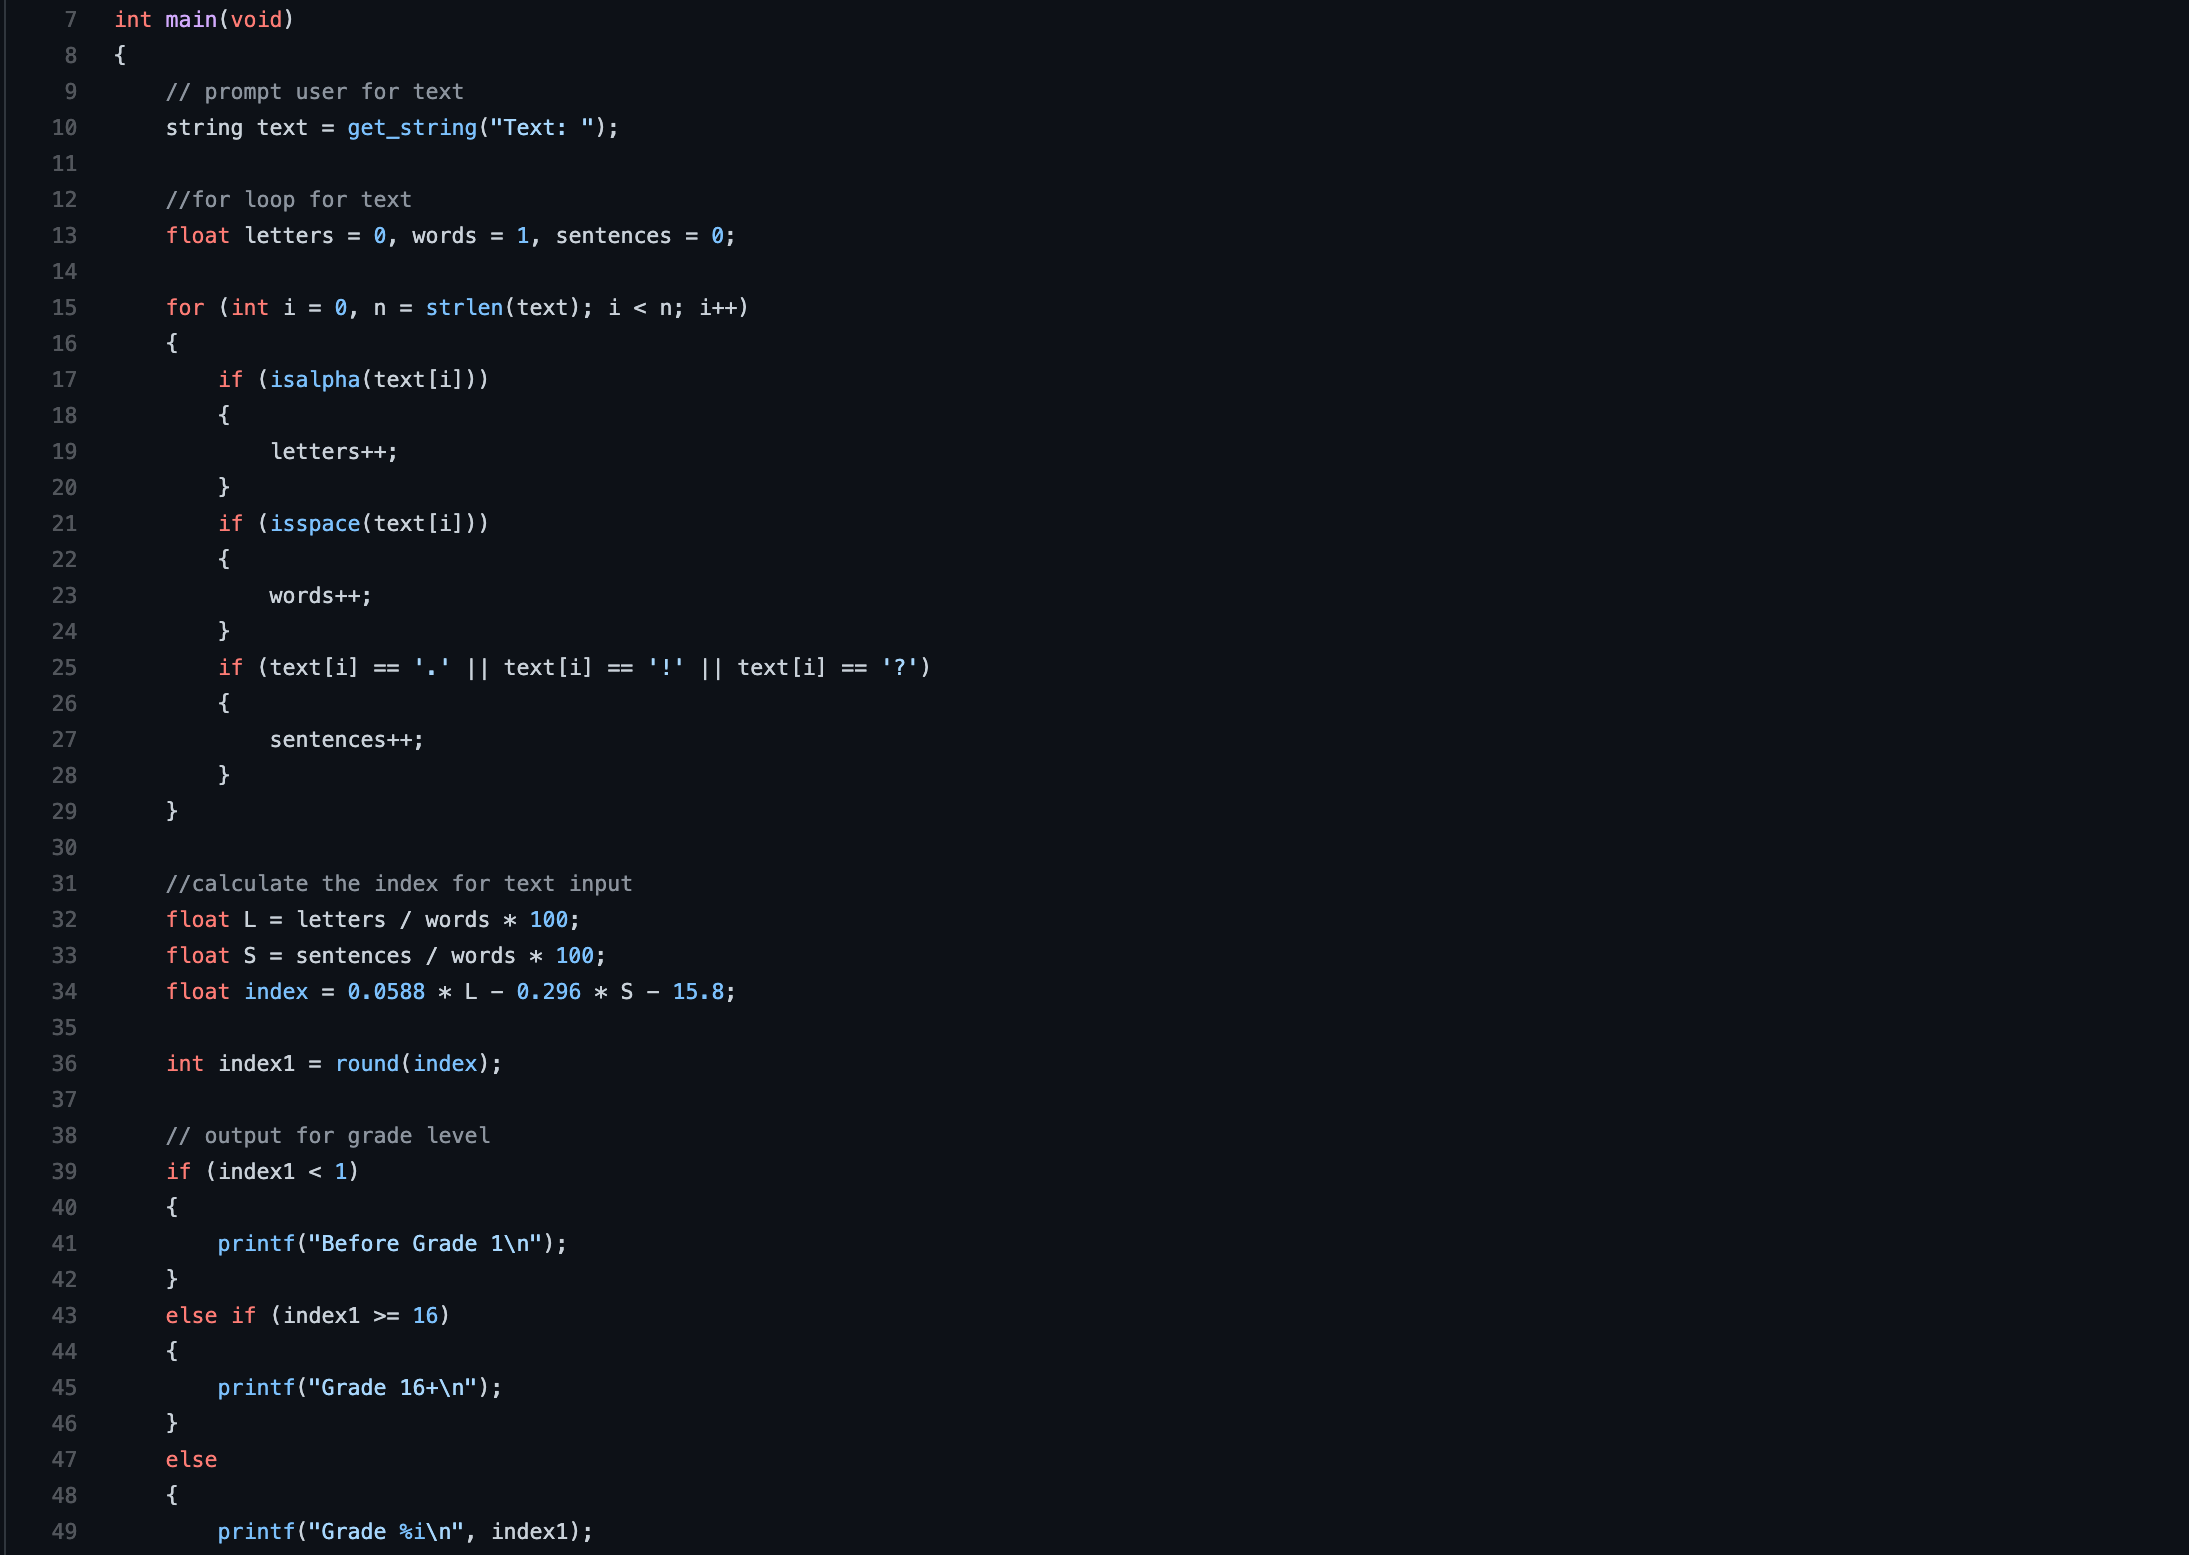 7 int main(void)
8 {
9     // prompt user for text
10     string text = get_string("Text: ");
11
12     //for loop for text
13     float letters = 0, words = 1, sentences = 0;
14
15     for (int i = 0, n = strlen(text); i < n; i++)
16     {
17         if (isalpha(text[i]))
18         {
19             letters++;
20         }
21         if (isspace(text[i]))
22         {
23             words++;
24         }
25         if (text[i] == '.' || text[i] == '!' || text[i] == '?')
26         {
27             sentences++;
28         }
29     }
30
31     //calculate the index for text input
32     float L = letters / words * 100;
33     float S = sentences / words * 100;
34     float index = 0.0588 * L - 0.296 * S - 15.8;
35
36     int index1 = round(index);
37
38     // output for grade level
39     if (index1 < 1)
40     {
41         printf("Before Grade 1\n");
42     }
43     else if (index1 >= 16)
44     {
45         printf("Grade 16+\n");
46     }
47     else
48     {
49         printf("Grade %i\n", index1);